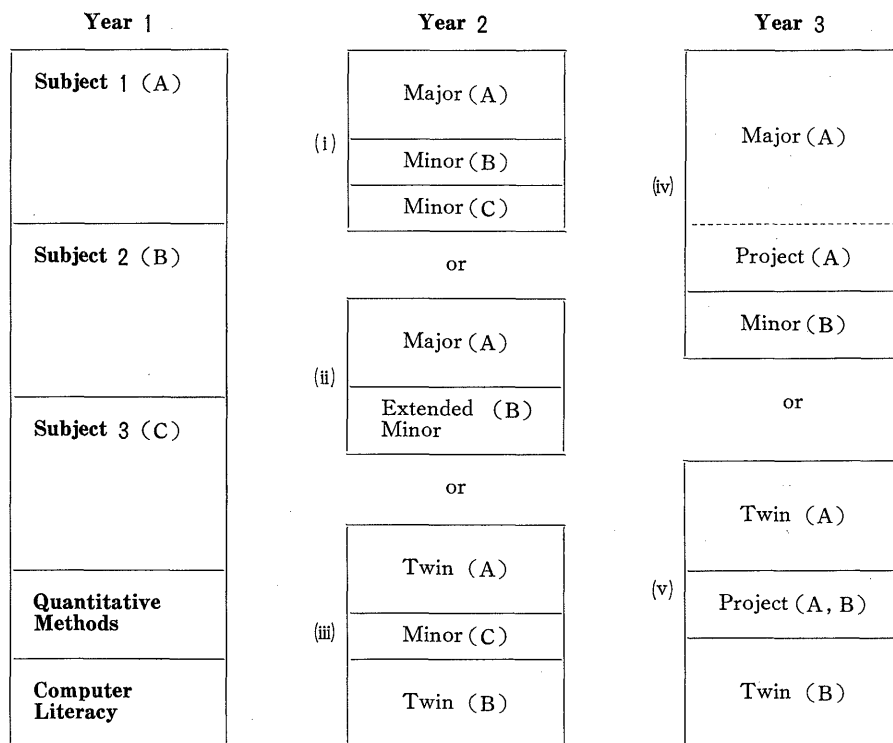 Year 1
Subject 1 (A)
Subject 2 (B)
Subject 3 (C)
Quantitative
Methods
Computer
Literacy
Year 2
(i)
Major (A)
Minor (B)
Minor (C)
or
(ii)
Major (A)
Extended (B)
Minor
or
(iii)
Twin (A)
Minor (C)
Twin (B)
Year 3
(iv)
Major (A)
Project (A)
Minor (B)
or
(v)
Twin (A)
Project (A, B)
Twin (B)